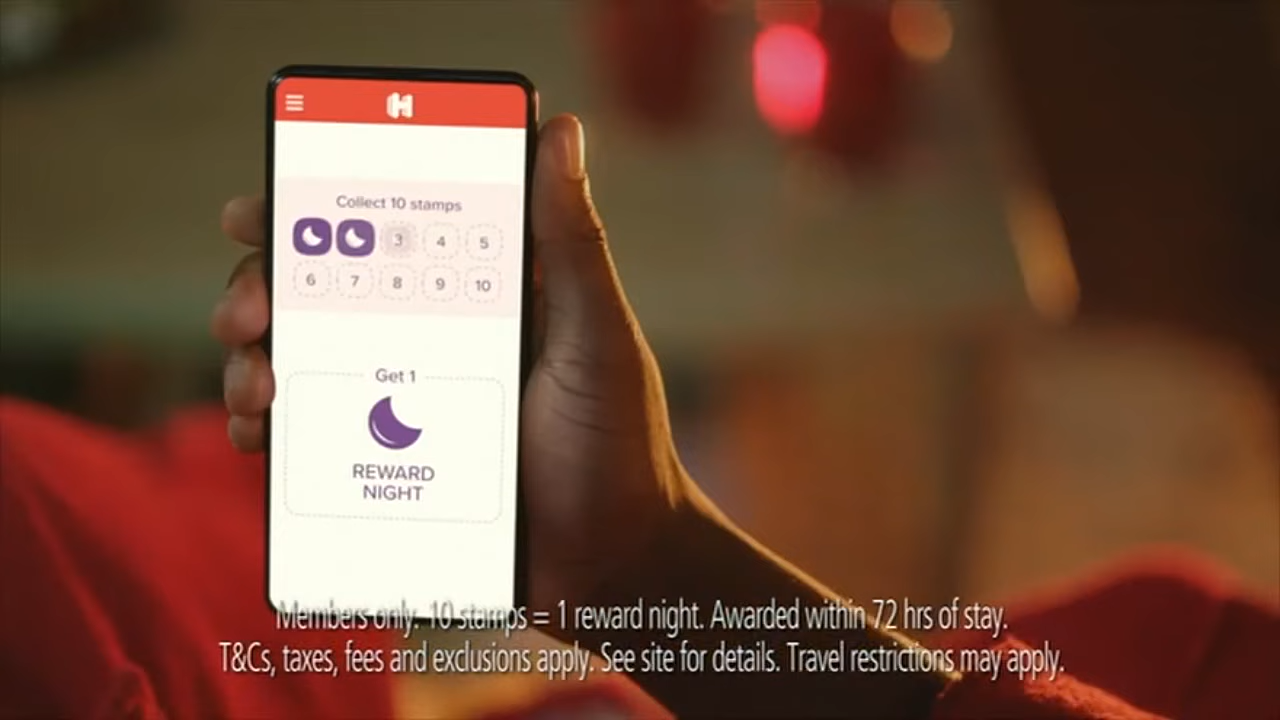 H
Collect 10 stamps
3 4 5
6 7 8 9 10
Get 1
REWARD
NIGHT
Members only. 10 stamps = 1 reward night. Awarded within 72 hrs of stay.
T&Cs, taxes, fees and exclusions apply. See site for details. Travel restrictions may apply.